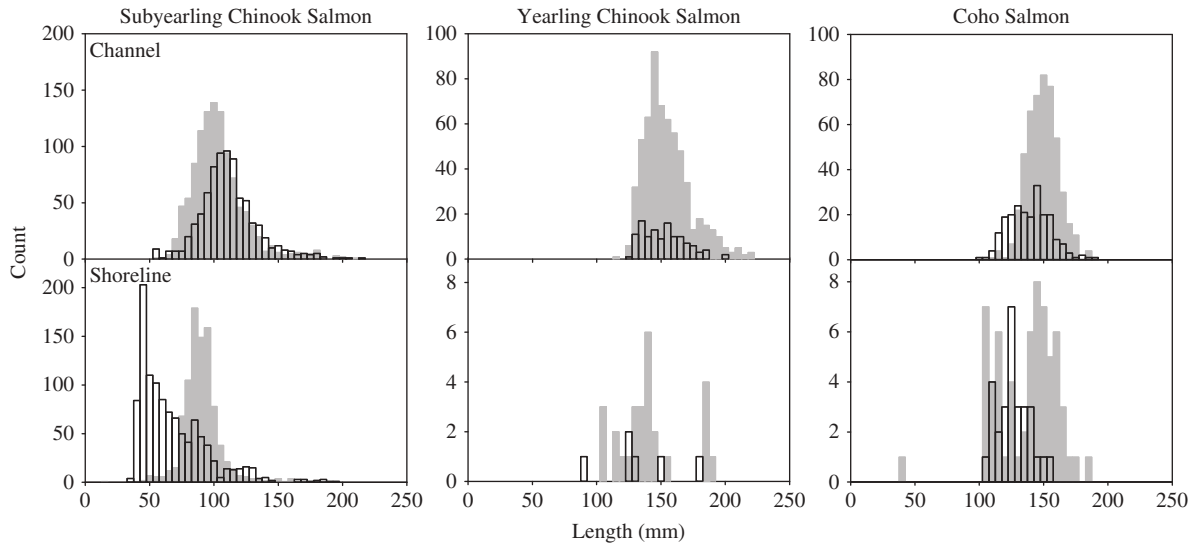 Subyearling Chinook Salmon Yearling Chinook Salmon Coho Salmon
200 100 100
Channel
150 80 80
60 60
100
40 40
50 20 20
0 0 0
Shoreline
200 8 8
150 6 6
100 4 4
50 2 2
0 0 0
0 50 100 150 200 250 0 50 100 150 200 250 0 50 100 150 200 250
Count
Length (mm)